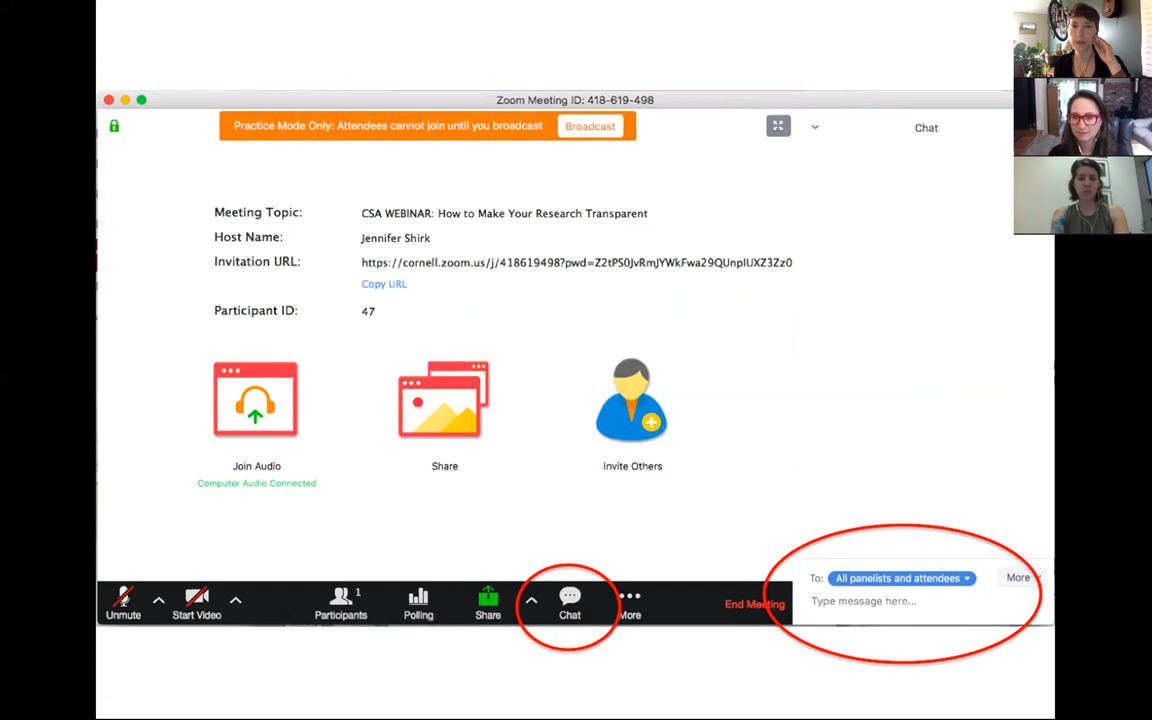 Zoom Meeting ID: 418-619-498
Practice Mode Only: Attendees cannot join until you broadcast
Broadcast
Chat
Meeting Topic: CSA WEBINAR: How to Make Your Research Transparent
Host Name: Jennifer Shirk
Invitation URL: https://cornell.zoom.us/j/418619498?pwd=Z2tPS0JvRmJYWkFwa29QUnplUXZ3Zz0
Copy URL
Participant ID: 47
Join Audio
Share
Invite Others
Computer Audio Connected
To: All panelists and attendees
More
Type message here...
Unmute
Start Video
1
Participants
Polling
Share
Chat
More
End Meeting